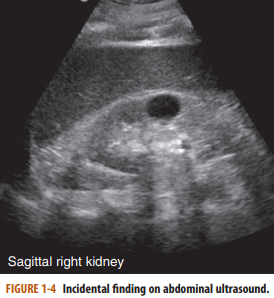 Sagittal right kidney
FIGURE 1-4 Incidental finding on abdominal ultrasound.